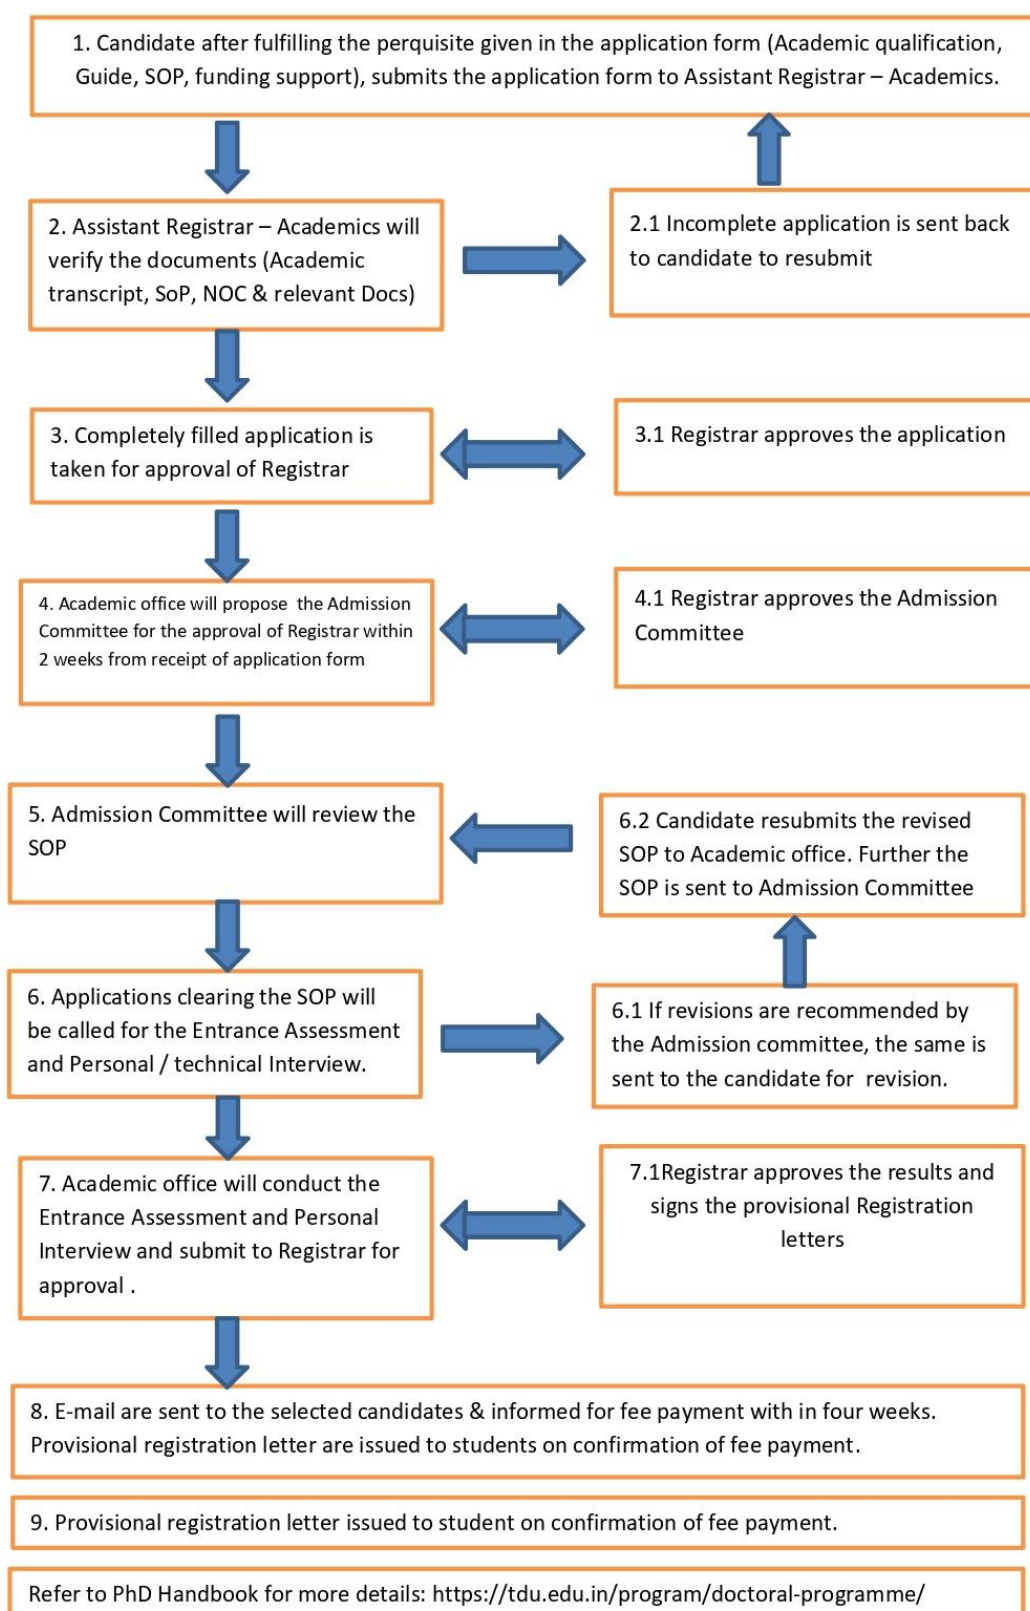 1. Candidate after fulfilling the perquisite given in the application form (Academic qualification,
Guide, SOP, funding support), submits the application form to Assistant Registrar – Academics.
2. Assistant Registrar – Academics will
verify the documents (Academic
transcript, SoP, NOC & relevant Docs)
2.1 Incomplete application is sent back
to candidate to resubmit
3. Completely filled application is
taken for approval of Registrar
3.1 Registrar approves the application
4. Academic office will propose the Admission
Committee for the approval of Registrar within
2 weeks from receipt of application form
4.1 Registrar approves the Admission
Committee
5. Admission Committee will review the
SOP
6.2 Candidate resubmits the revised
SOP to Academic office. Further the
SOP is sent to Admission Committee
6. Applications clearing the SOP will
be called for the Entrance Assessment
and Personal / technical Interview.
6.1 If revisions are recommended by
the Admission committee, the same is
sent to the candidate for revision.
7. Academic office will conduct the
Entrance Assessment and Personal
Interview and submit to Registrar for
approval .
7.1Registrar approves the results and
signs the provisional Registration
letters
8. E-mail are sent to the selected candidates & informed for fee payment with in four weeks.
Provisional registration letter are issued to students on confirmation of fee payment.
9. Provisional registration letter issued to student on confirmation of fee payment.
Refer to PhD Handbook for more details: https://tdu.edu.in/program/doctoral-programme/